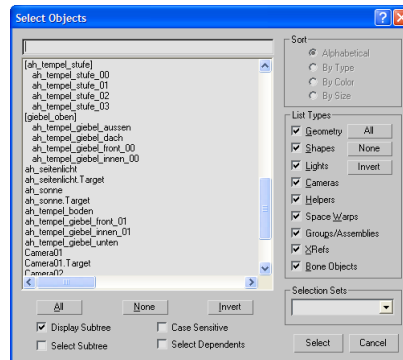 Select Objects
[ah_tempel_stufe]
ah_tempel_stufe_00
ah_tempel_stufe_01
ah_tempel_stufe_02
ah_tempel_stufe_03
[giebel_oben]
ah_tempel_giebel_aussen
ah_tempel_giebel_dach
ah_tempel_giebel_front_00
ah_tempel_giebel_innen_00
ah_seitenlicht
ah_seitenlicht.Target
ah_sonne
ah_sonne.Target
ah_tempel_boden
ah_tempel_giebel_front_01
ah_tempel_giebel_innen_01
ah_tempel_giebel_unten
Camera01
Camera01.Target
Camera02
All None Invert
Display Subtree Case Sensitive
Select Subtree Select Dependents
Sort
Alphabetical
By Type
By Color
By Size
List Types
Geometry All
Shapes None
Lights Invert
Cameras
Helpers
Space Warps
Groups/Assemblies
XRefs
Bone Objects
Selection Sets
Select Cancel